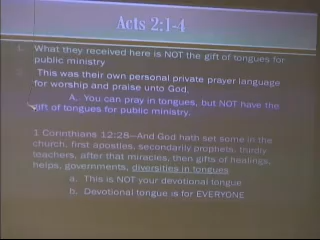 Acts 2:1-4
1. What they received here is NOT the gift of tongues for
public ministry
This was their own personal private prayer language
for worship and praise unto God.
A. You can pray in tongues, but NOT have the
gift of tongues for public ministry.
1 Corinthians 12:28—And God hath set some in the
church, first apostles, secondarily prophets, thirdly
teachers, after that miracles, then gifts of healings,
helps, governments, diversities in tongues
a. This is NOT your devotional tongue
b. Devotional tongue is for EVERYONE